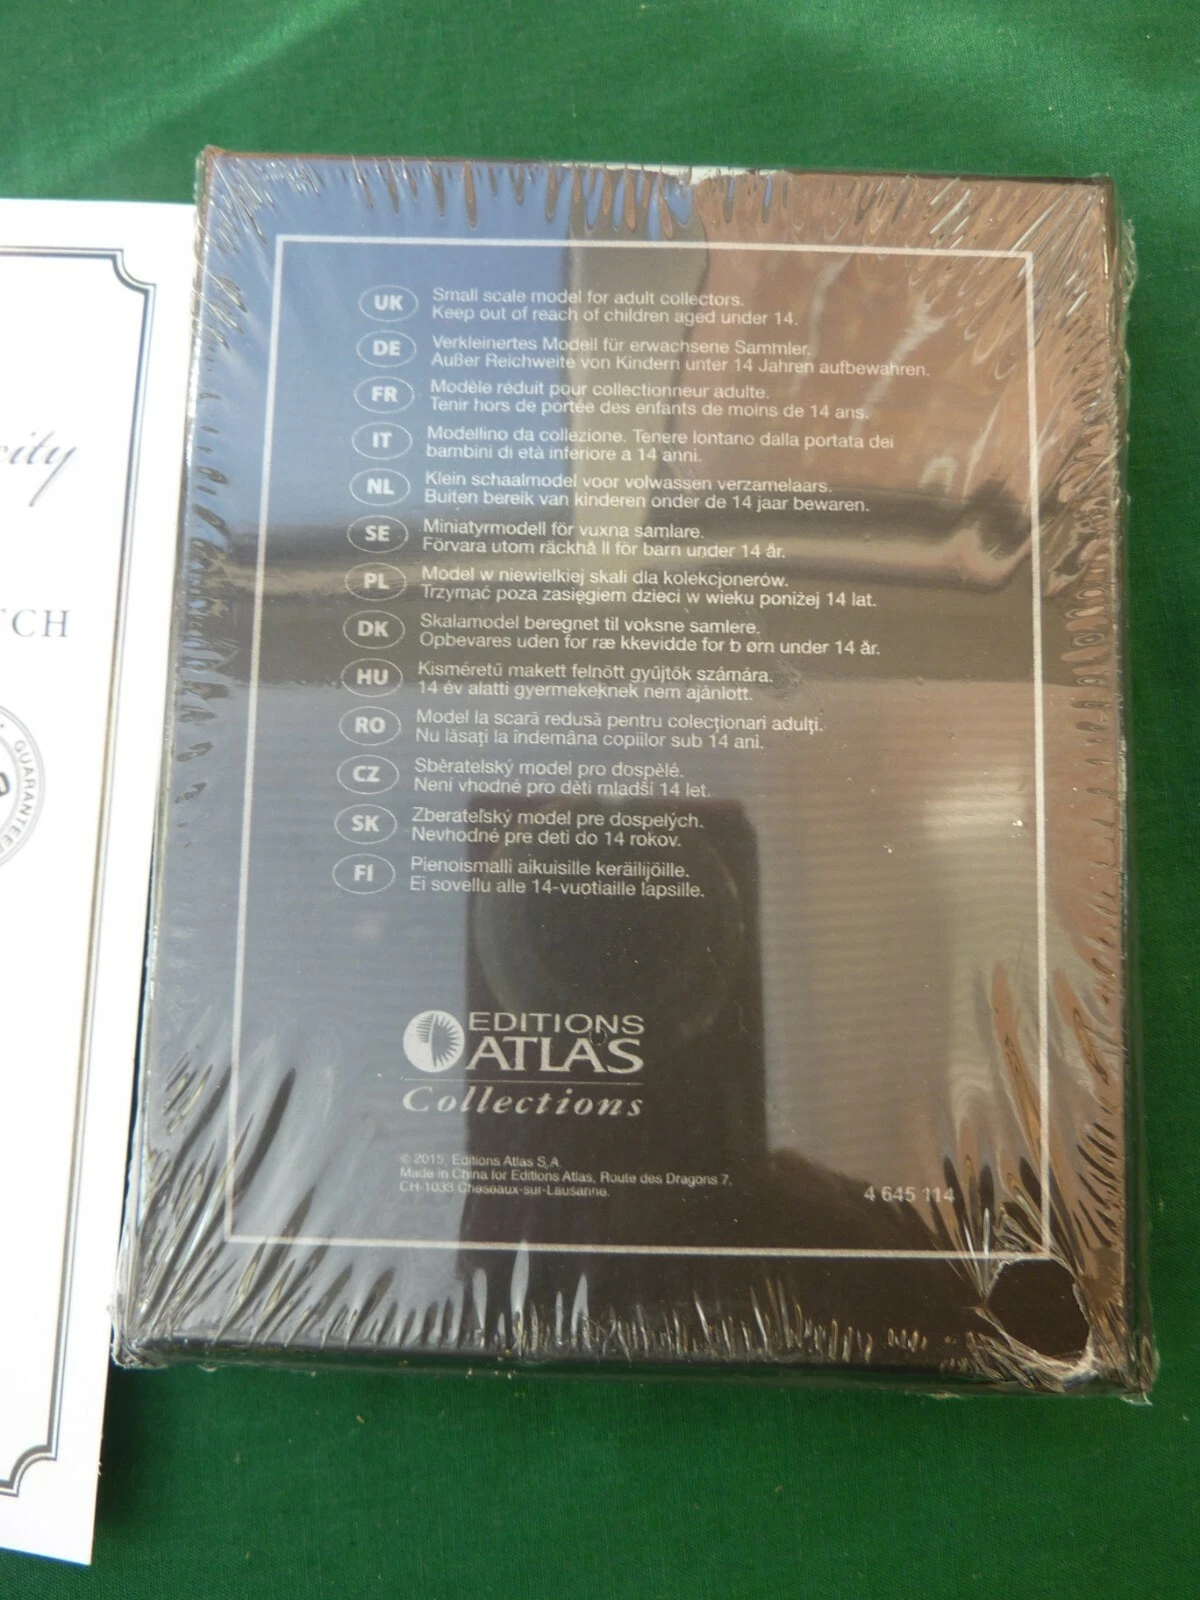 city
TCH
GUARANTEE
UK
Small scale model for adult collectors.
Keep out of reach of children aged under 14.
DE
Verkleinertes Modell für erwachsene Sammler.
Außer Reichweite von Kindern unter 14 Jahren aufbewahren.
FR
Modèle réduit pour collectionneur adulte.
Tenir hors de portée des enfants de moins de 14 ans.
IT
Modellino da collezione. Tenere lontano dalla portata dei
bambini di età inferiore a 14 anni.
NL
Klein schaalmodel voor volwassen verzamelaars.
Buiten bereik van kinderen onder de 14 jaar bewaren.
SE
Miniatyrmodell för vuxna samlare.
Förvara utom räckhå ll för barn under 14 år.
PL
Model w niewielkiej skali dla kolekcjonerów.
Trzymać poza zasięgiem dzieci w wieku poniżej 14 lat.
DK
Skalamodel beregnet til voksne samlere.
Opbevares uden for ræ kkevidde for b ørn under 14 år.
HU
Kisméretű makett felnőtt gyűjtők számára.
14 év alatti gyermekeknek nem ajánlott.
RO
Model la scară redusă pentru colecționari adulți.
Nu lăsați la îndemâna copiilor sub 14 ani.
CZ
Sběratelský model pro dospělé.
Není vhodné pro děti mladší 14 let.
SK
Zberateľský model pre dospelých.
Nevhodné pre deti do 14 rokov.
FI
Pienoismalli aikuisille keräilijöille.
Ei sovellu alle 14-vuotiaille lapsille.
EDITIONS
ATLAS
Collections
© 2015, Editions Atlas S.A.
Made in China for Editions Atlas, Route des Dragons 7,
CH-1033 Cheseaux-sur-Lausanne.
4 645 114